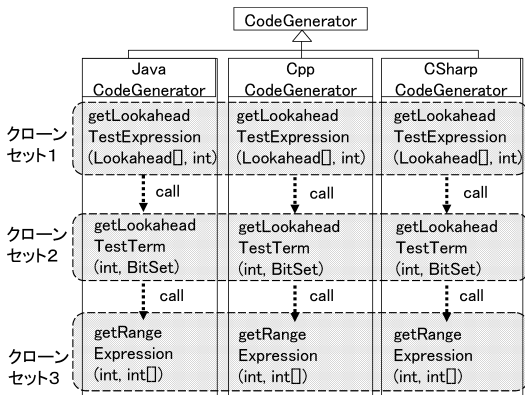 CodeGenerator
Java
CodeGenerator
Cpp
CodeGenerator
CSharp
CodeGenerator
クローン
セット1
getLookahead
TestExpression
(Lookahead[], int)
getLookahead
TestExpression
(Lookahead[], int)
getLookahead
TestExpression
(Lookahead[], int)
call
call
call
クローン
セット2
getLookahead
TestTerm
(int, BitSet)
getLookahead
TestTerm
(int, BitSet)
getLookahead
TestTerm
(int, BitSet)
call
call
call
クローン
セット3
getRange
Expression
(int, int[])
getRange
Expression
(int, int[])
getRange
Expression
(int, int[])